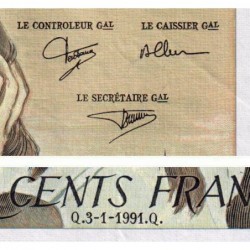 LE CONTROLEUR GAL LE CAISSIER GAL
LE SECRÉTAIRE GAL
CENTS FRAN
Q.3-1-1991.Q.